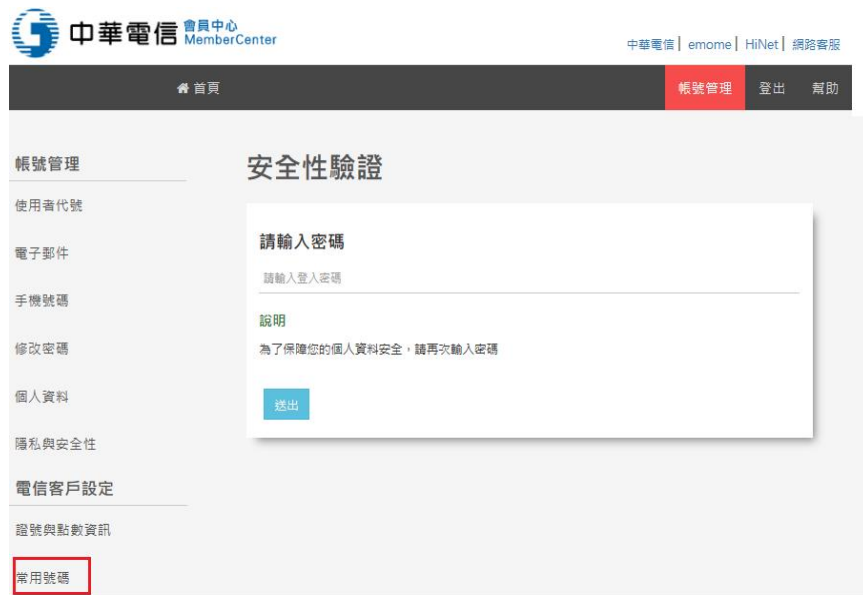 中華電信 會員中心
MemberCenter
中華電信 | emome | HiNet | 網路客服
首頁
帳號管理 登出 幫助
帳號管理
使用者代號
電子郵件
手機號碼
修改密碼
個人資料
隱私與安全性
電信客戶設定
證號與點數資訊
常用號碼
安全性驗證
請輸入密碼
請輸入登入密碼
說明
為了保障您的個人資料安全，請再次輸入密碼
送出